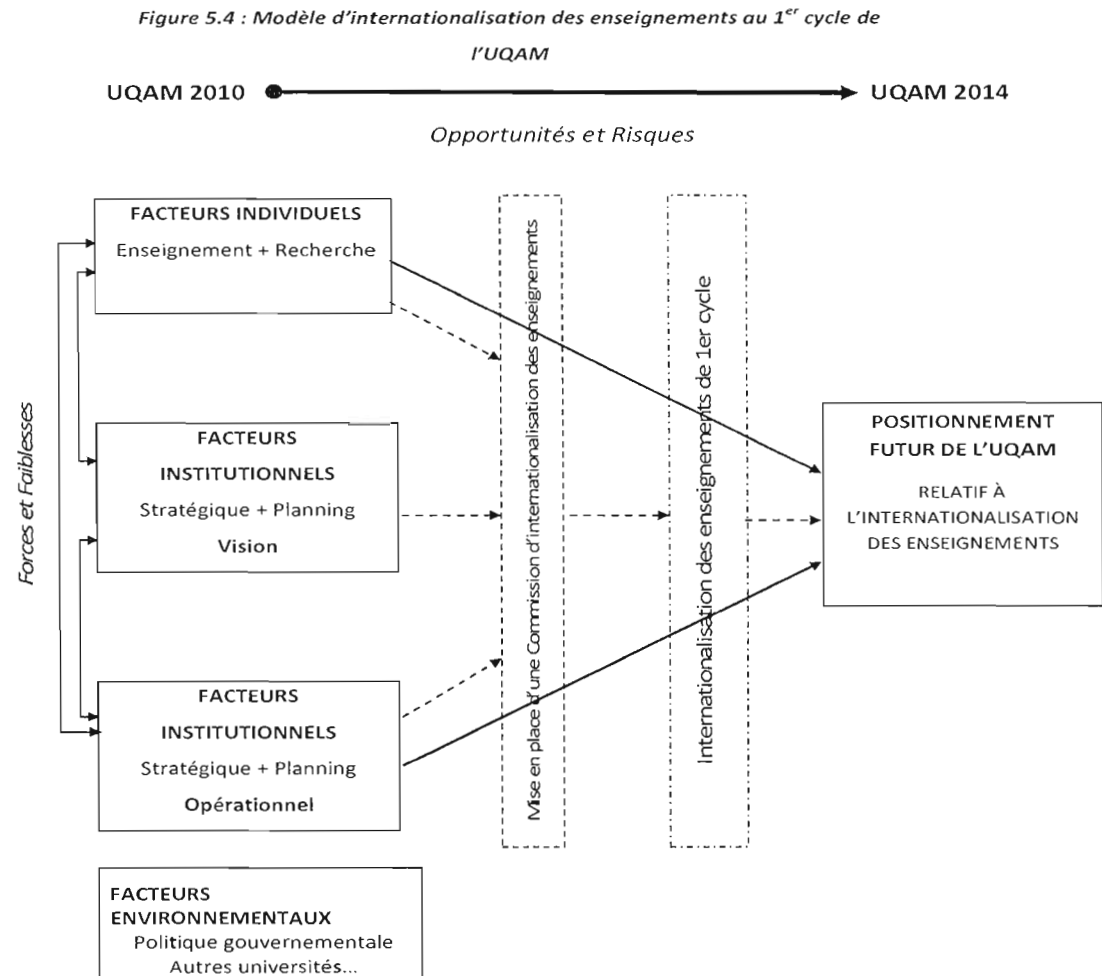 Figure 5.4 : Modèle d'internationalisation des enseignements au 1er cycle de
l'UQAM
UQAM 2010
UQAM 2014
Opportunités et Risques
Forces et Faiblesses
FACTEURS INDIVIDUELS
Enseignement + Recherche
FACTEURS
INSTITUTIONNELS
Stratégique + Planning
Vision
FACTEURS
INSTITUTIONNELS
Stratégique + Planning
Opérationnel
FACTEURS
ENVIRONNEMENTAUX
Politique gouvernementale
Autres universités...
Mise en place d'une Commission d'internationalisation des enseignements
Internationalisation des enseignements de 1er cycle
POSITIONNEMENT
FUTUR DE L'UQAM
RELATIF À
L'INTERNATIONALISATION
DES ENSEIGNEMENTS